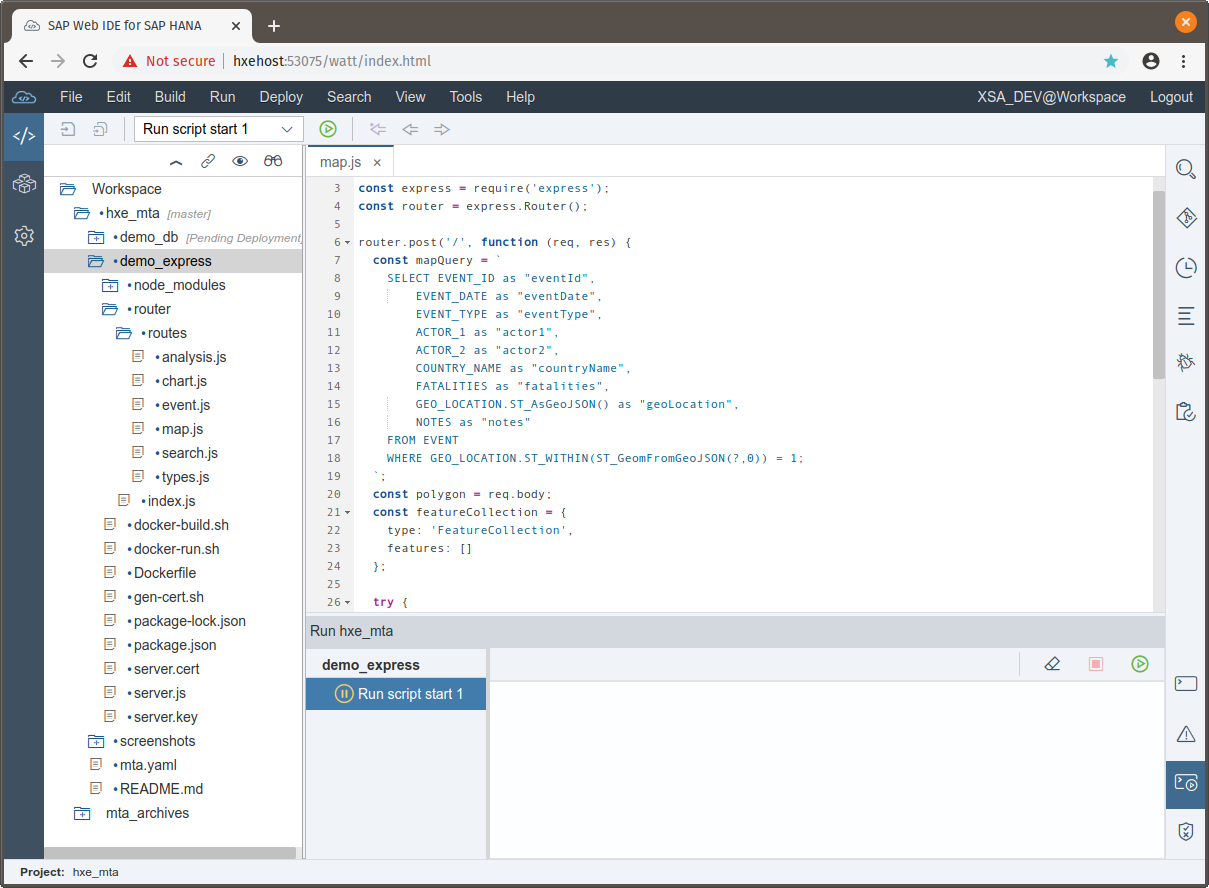 SAP Web IDE for SAP HANA
Not secure hxehost:53075/watt/index.html
File Edit Build Run Deploy Search View Tools Help XSA_DEV@Workspace Logout
Run script start 1
map.js
Workspace
hxe_mta [master]
demo_db [Pending Deployment]
demo_express
node_modules
router
routes
analysis.js
chart.js
event.js
map.js
search.js
types.js
index.js
docker-build.sh
docker-run.sh
Dockerfile
gen-cert.sh
package-lock.json
package.json
server.cert
server.js
server.key
screenshots
mta.yaml
README.md
mta_archives
3 const express = require('express');
4 const router = express.Router();
5
6 router.post('/', function (req, res) {
7 const mapQuery = `
8 SELECT EVENT_ID as "eventId",
9 EVENT_DATE as "eventDate",
10 EVENT_TYPE as "eventType",
11 ACTOR_1 as "actor1",
12 ACTOR_2 as "actor2",
13 COUNTRY_NAME as "countryName",
14 FATALITIES as "fatalities",
15 GEO_LOCATION.ST_AsGeoJSON() as "geoLocation",
16 NOTES as "notes"
17 FROM EVENT
18 WHERE GEO_LOCATION.ST_WITHIN(ST_GeomFromGeoJSON(?,0)) = 1;
19 `;
20 const polygon = req.body;
21 const featureCollection = {
22 type: 'FeatureCollection',
23 features: []
24 };
25
26 try {
Run hxe_mta
demo_express
Run script start 1
Project: hxe_mta